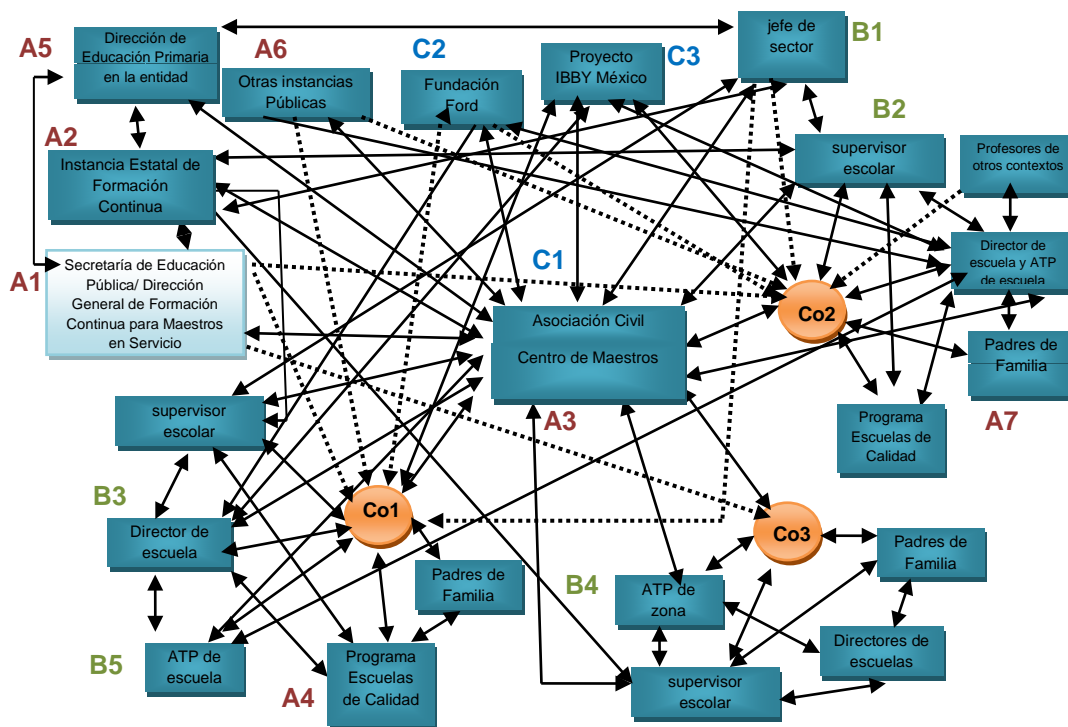 A5
Dirección de
Educación Primaria
en la entidad
A6
Otras instancias
Públicas
C2
Fundación
Ford
Proyecto
IBBY México
C3
jefe de
sector
B1
A2
Instancia Estatal de
Formación
Continua
B2
supervisor
escolar
Profesores de
otros contextos
A1
Secretaría de Educación
Pública/ Dirección
General de Formación
Continua para Maestros
en Servicio
C1
Asociación Civil
Centro de Maestros
A3
Co2
Director de
escuela y ATP
de escuela
Padres de
Familia
A7
Programa
Escuelas de
Calidad
supervisor
escolar
B3
Director de
escuela
Co1
Padres de
Familia
B5
ATP de
escuela
A4
Programa
Escuelas
de Calidad
Co3
B4
ATP de
zona
Padres de
Familia
Directores
de escuelas
supervisor
escolar